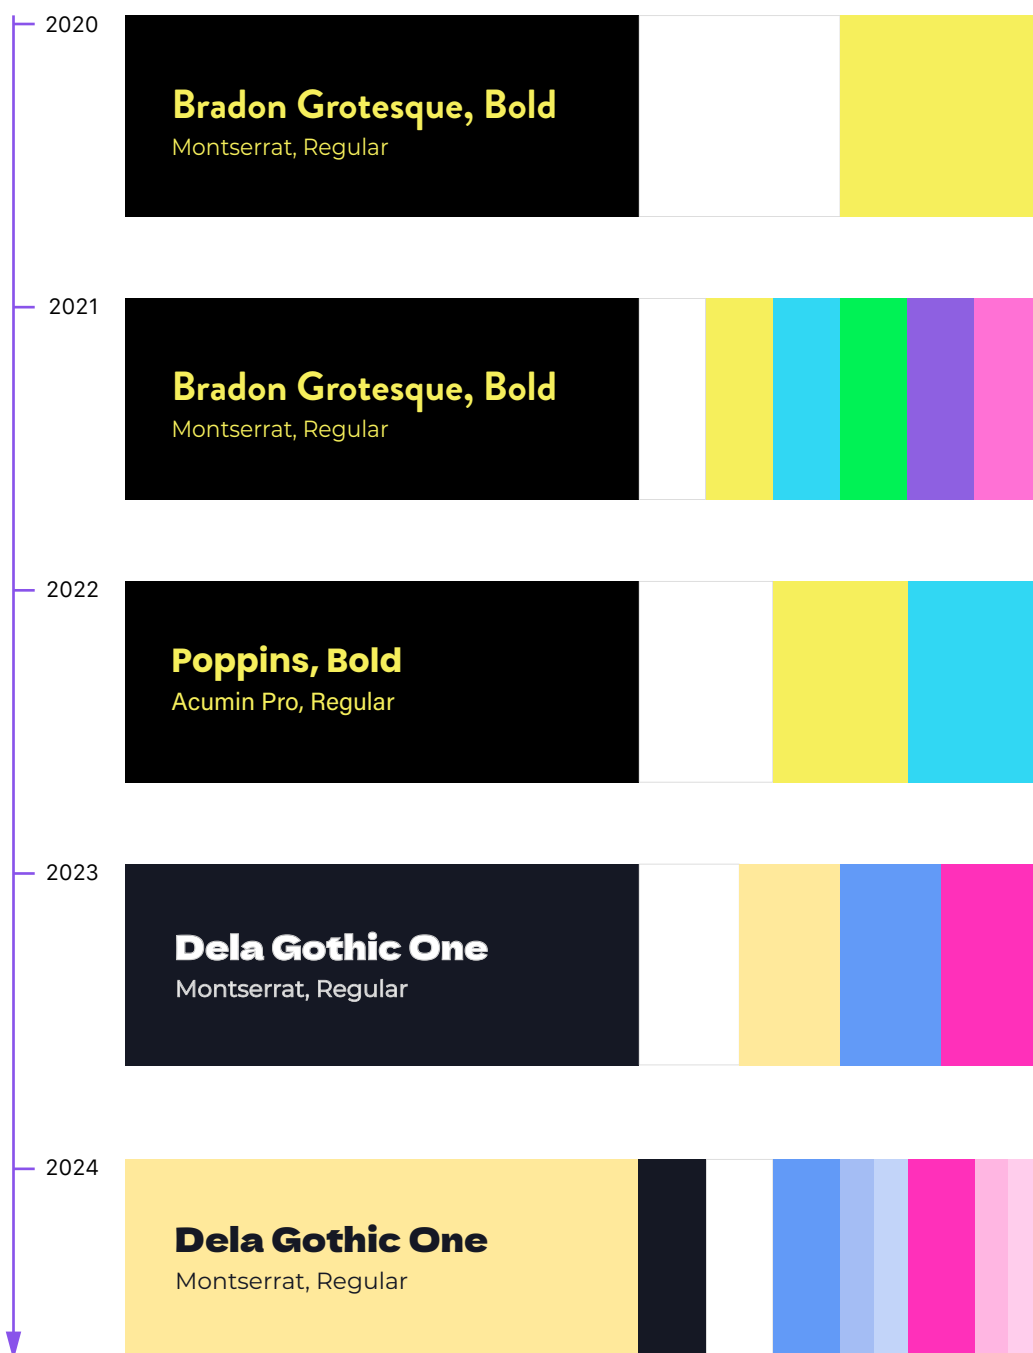 2020
Bradon Grotesque, Bold
Montserrat, Regular
2021
Bradon Grotesque, Bold
Montserrat, Regular
2022
Poppins, Bold
Acumin Pro, Regular
2023
Dela Gothic One
Montserrat, Regular
2024
Dela Gothic One
Montserrat, Regular